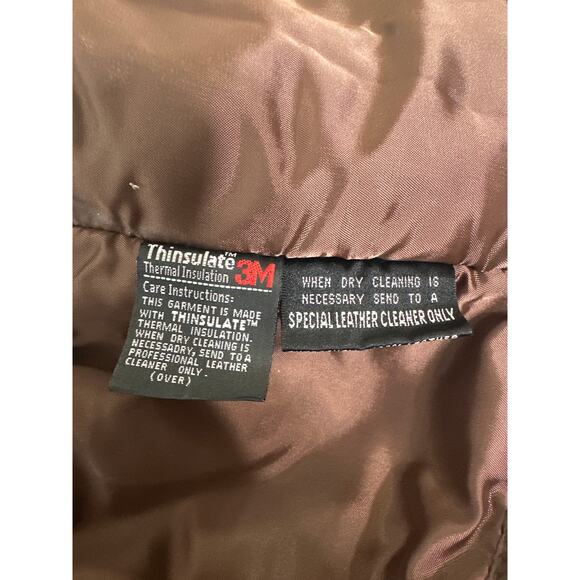 Thinsulate™
Thermal Insulation 3M
Care Instructions:
THIS GARMENT IS MADE
WITH THINSULATE™
THERMAL INSULATION.
WHEN DRY CLEANING IS
NECESSADRY, SEND TO A
PROFESSIONAL LEATHER
CLEANER ONLY.
(OVER)
WHEN DRY CLEANING IS
NECESSARY SEND TO A
SPECIAL LEATHER CLEANER ONLY